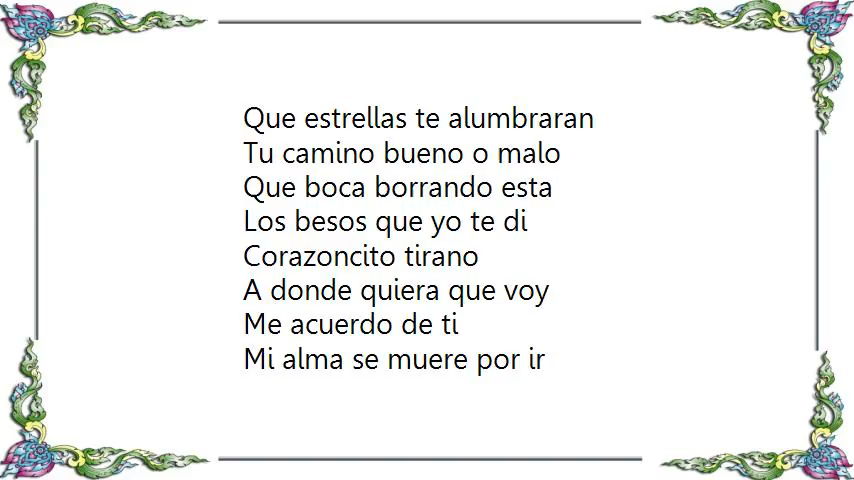 Que estrellas te alumbraran
Tu camino bueno o malo
Que boca borrando esta
Los besos que yo te di
Corazoncito tirano
A donde quiera que voy
Me acuerdo de ti
Mi alma se muere por ir